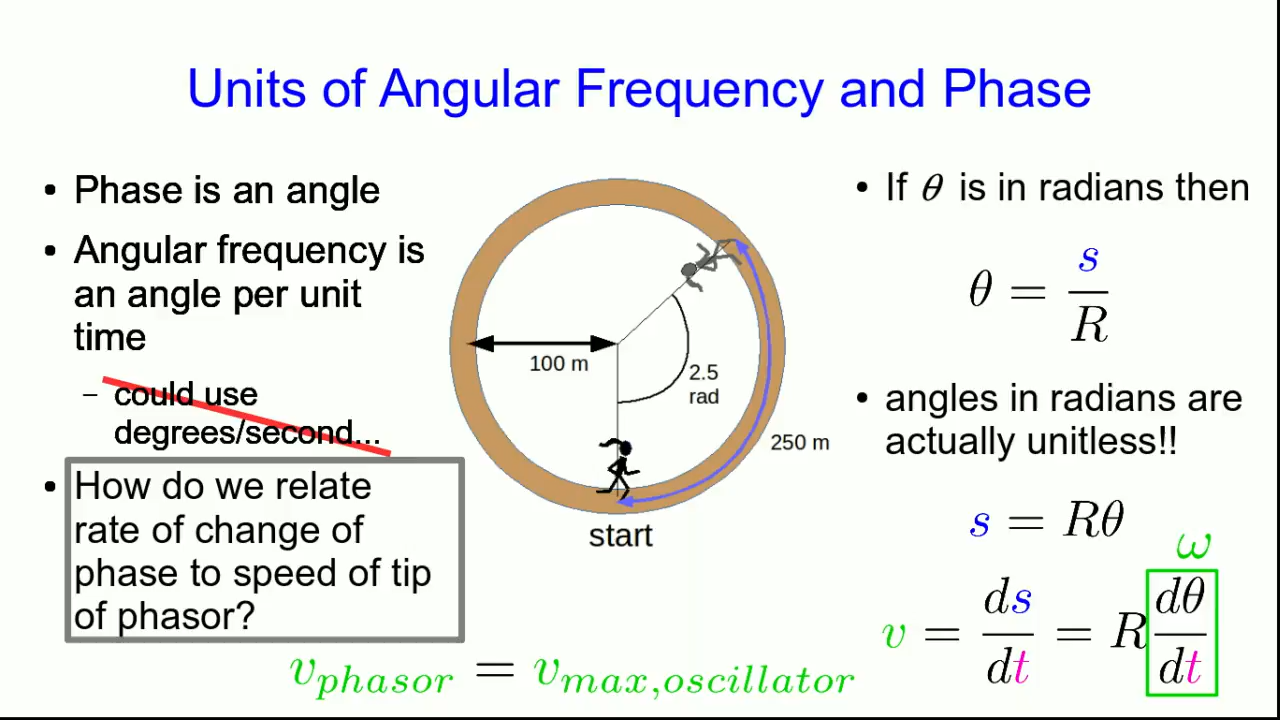 Units of Angular Frequency and Phase
• Phase is an angle
• Angular frequency is
an angle per unit
time
– could use
degrees/second...
• How do we relate
rate of change of
phase to speed of tip
of phasor?
100 m
2.5
rad
250 m
start
• If θ is in radians then
θ = s/R
• angles in radians are
actually unitless!!
s = Rθ
ω
v = ds/dt = R dθ/dt
v_phasor = v_max,oscillator